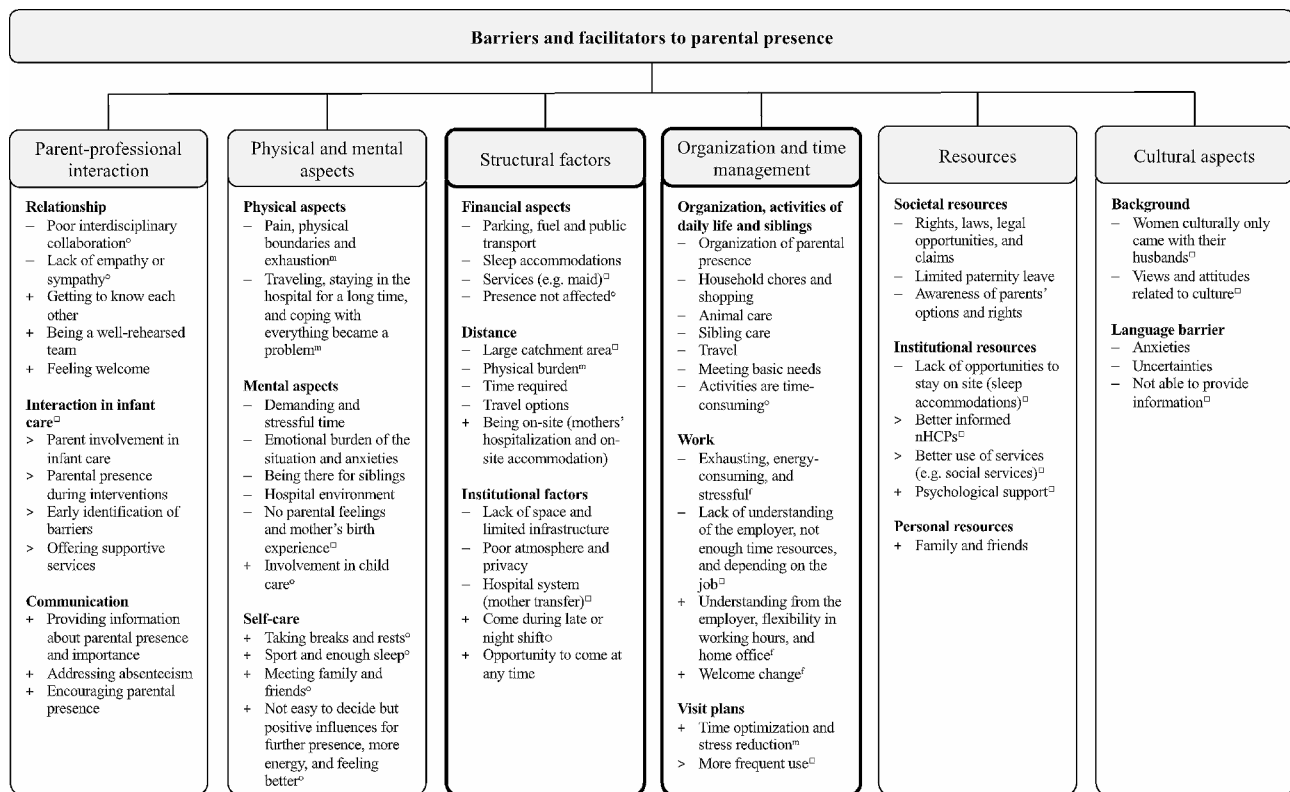 Barriers and facilitators to parental presence
Parent-professional
interaction
Relationship
– Poor interdisciplinary
collaboration°
– Lack of empathy or
sympathy°
+ Getting to know each
other
+ Being a well-rehearsed
team
+ Feeling welcome
Interaction in infant
care□
> Parent involvement in
infant care
> Parental presence
during interventions
> Early identification of
barriers
> Offering supportive
services
Communication
+ Providing information
about parental presence
and importance
+ Addressing absenteeism
+ Encouraging parental
presence
Physical and mental
aspects
Physical aspects
– Pain, physical
boundaries and
exhaustionᵐ
– Traveling, staying in the
hospital for a long time,
and coping with
everything became a
problemᵐ
Mental aspects
– Demanding and
stressful time
– Emotional burden of the
situation and anxieties
– Being there for siblings
– Hospital environment
– No parental feelings
and mother's birth
experience□
+ Involvement in child
care°
Self-care
+ Taking breaks and rests°
+ Sport and enough sleep°
+ Meeting family and
friends°
+ Not easy to decide but
positive influences for
further presence, more
energy, and feeling
better°
Structural factors
Financial aspects
– Parking, fuel and public
transport
– Sleep accommodations
– Services (e.g. maid)□
– Presence not affected°
Distance
– Large catchment area□
– Physical burdenᵐ
– Time required
– Travel options
+ Being on-site (mothers'
hospitalization and on-
site accommodation)
Institutional factors
– Lack of space and
limited infrastructure
– Poor atmosphere and
privacy
– Hospital system
(mother transfer)□
+ Come during late or
night shift○
+ Opportunity to come at
any time
Organization and time
management
Organization, activities of
daily life and siblings
– Organization of parental
presence
– Household chores and
shopping
– Animal care
– Sibling care
– Travel
– Meeting basic needs
– Activities are time-
consuming°
Work
– Exhausting, energy-
consuming, and
stressfulᶠ
– Lack of understanding
of the employer, not
enough time resources,
and depending on the
job□
+ Understanding from the
employer, flexibility in
working hours, and
home officeᶠ
+ Welcome changeᶠ
Visit plans
+ Time optimization and
stress reductionᵐ
> More frequent use□
Resources
Societal resources
– Rights, laws, legal
opportunities, and
claims
– Limited paternity leave
– Awareness of parents'
options and rights
Institutional resources
– Lack of opportunities to
stay on site (sleep
accommodations)□
> Better informed
nHCPs□
> Better use of services
(e.g. social services)□
+ Psychological support□
Personal resources
+ Family and friends
Cultural aspects
Background
– Women culturally only
came with their
husbands□
– Views and attitudes
related to culture□
Language barrier
– Anxieties
– Uncertainties
– Not able to provide
information□